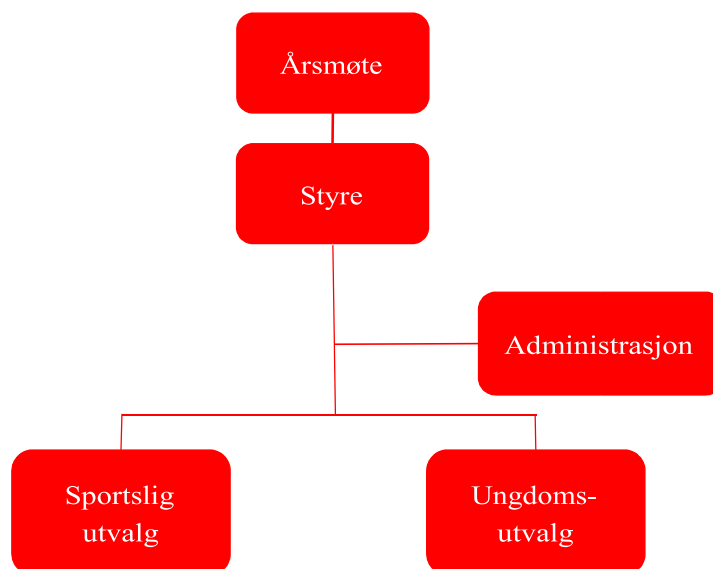 Årsmøte
Styre
Administrasjon
Sportslig
utvalg
Ungdoms-
utvalg